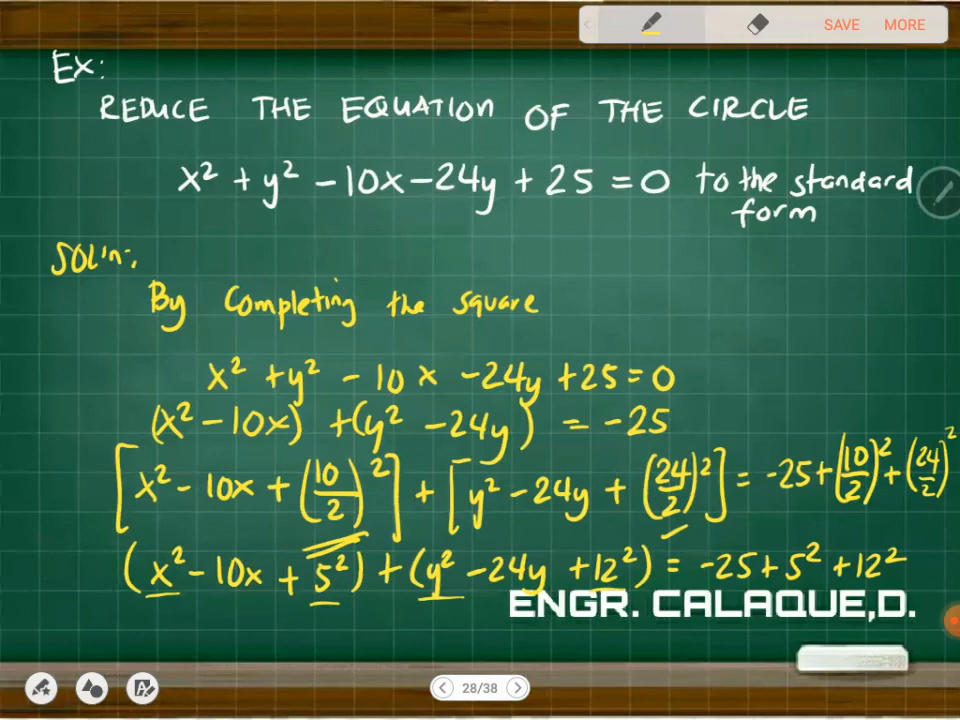 SAVE MORE
Ex:
REDUCE THE EQUATION OF THE CIRCLE
x² + y² - 10x - 24y + 25 = 0 to the standard form
SOL'n:
By Completing the square
x² + y² - 10x - 24y + 25 = 0
(x² - 10x) + (y² - 24y) = -25
[x² - 10x + (10/2)²] + [y² - 24y + (24/2)²] = -25 + (10/2)² + (24/2)²
(x² - 10x + 5²) + (y² - 24y + 12²) = -25 + 5² + 12²
ENGR. CALAQUE,D.
28/38